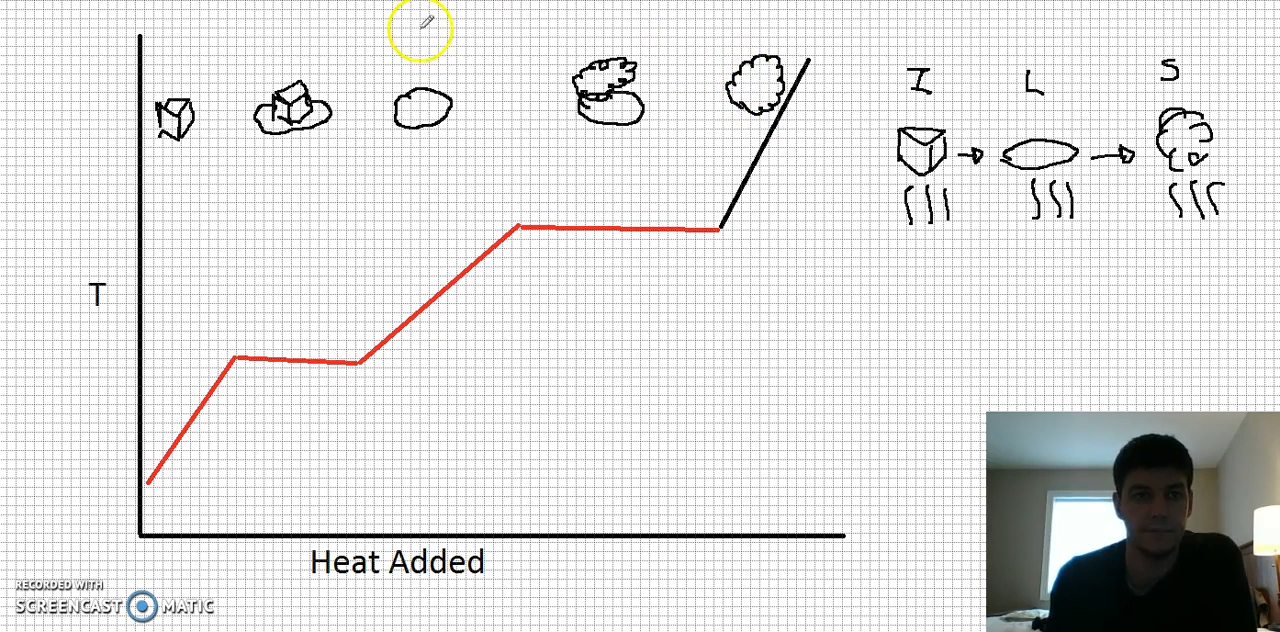 I L S
T
Heat Added
RECORDED WITH
SCREENCAST MATIC